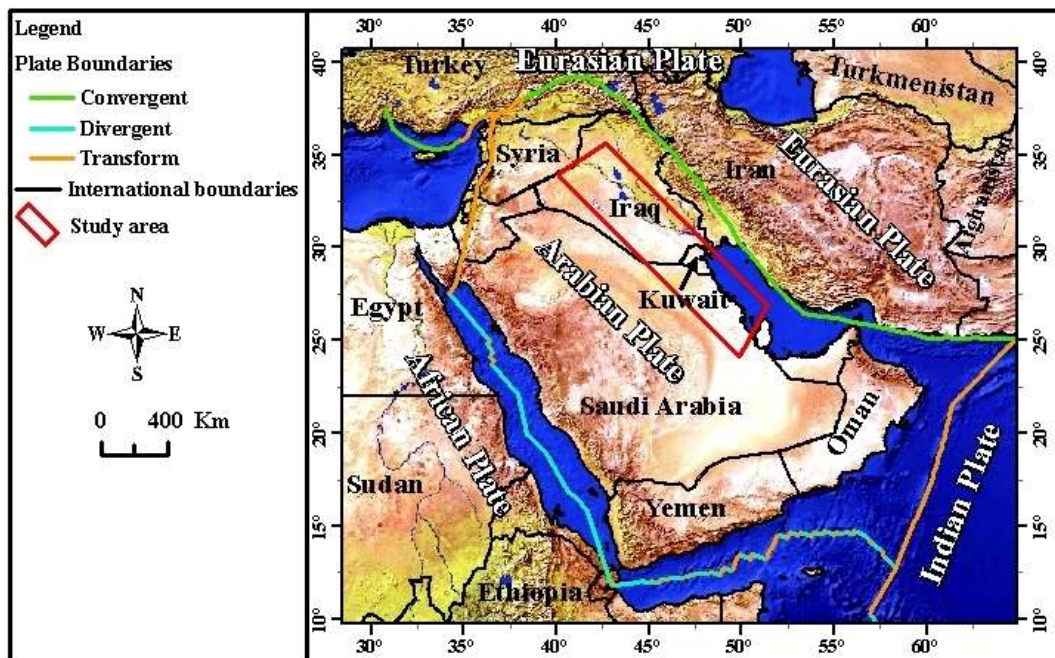 Legend
Plate Boundaries
Convergent
Divergent
Transform
International boundaries
Study area
N
W E
S
0 400 Km
30° 35° 40° 45° 50° 55° 60°
40° 40°
35° 35°
30° 30°
25° 25°
20° 20°
15° 15°
10° 10°
30° 35° 40° 45° 50° 55° 60°
Turkey
Eurasian Plate
Turkmenistan
Syria
Iran
Eurasian Plate
Afghanistan
Iraq
Arabian Plate
Kuwait
Egypt
African Plate
Saudi Arabia
Oman
Sudan
Yemen
Indian Plate
Ethiopia